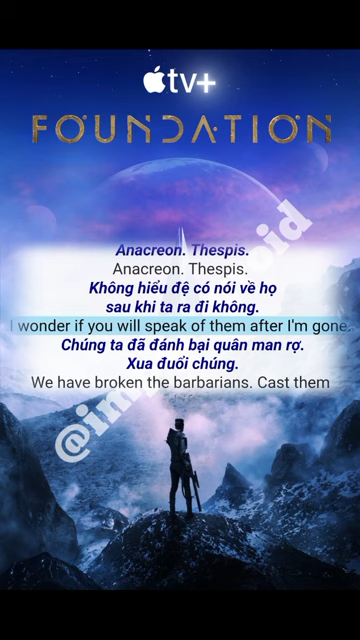 tv+
FOUNDATION
Anacreon. Thespis.
Anacreon. Thespis.
Không hiểu đệ có nói về họ
sau khi ta ra đi không.
I wonder if you will speak of them after I'm gone.
Chúng ta đã đánh bại quân man rợ.
Xua đuổi chúng.
We have broken the barbarians. Cast them